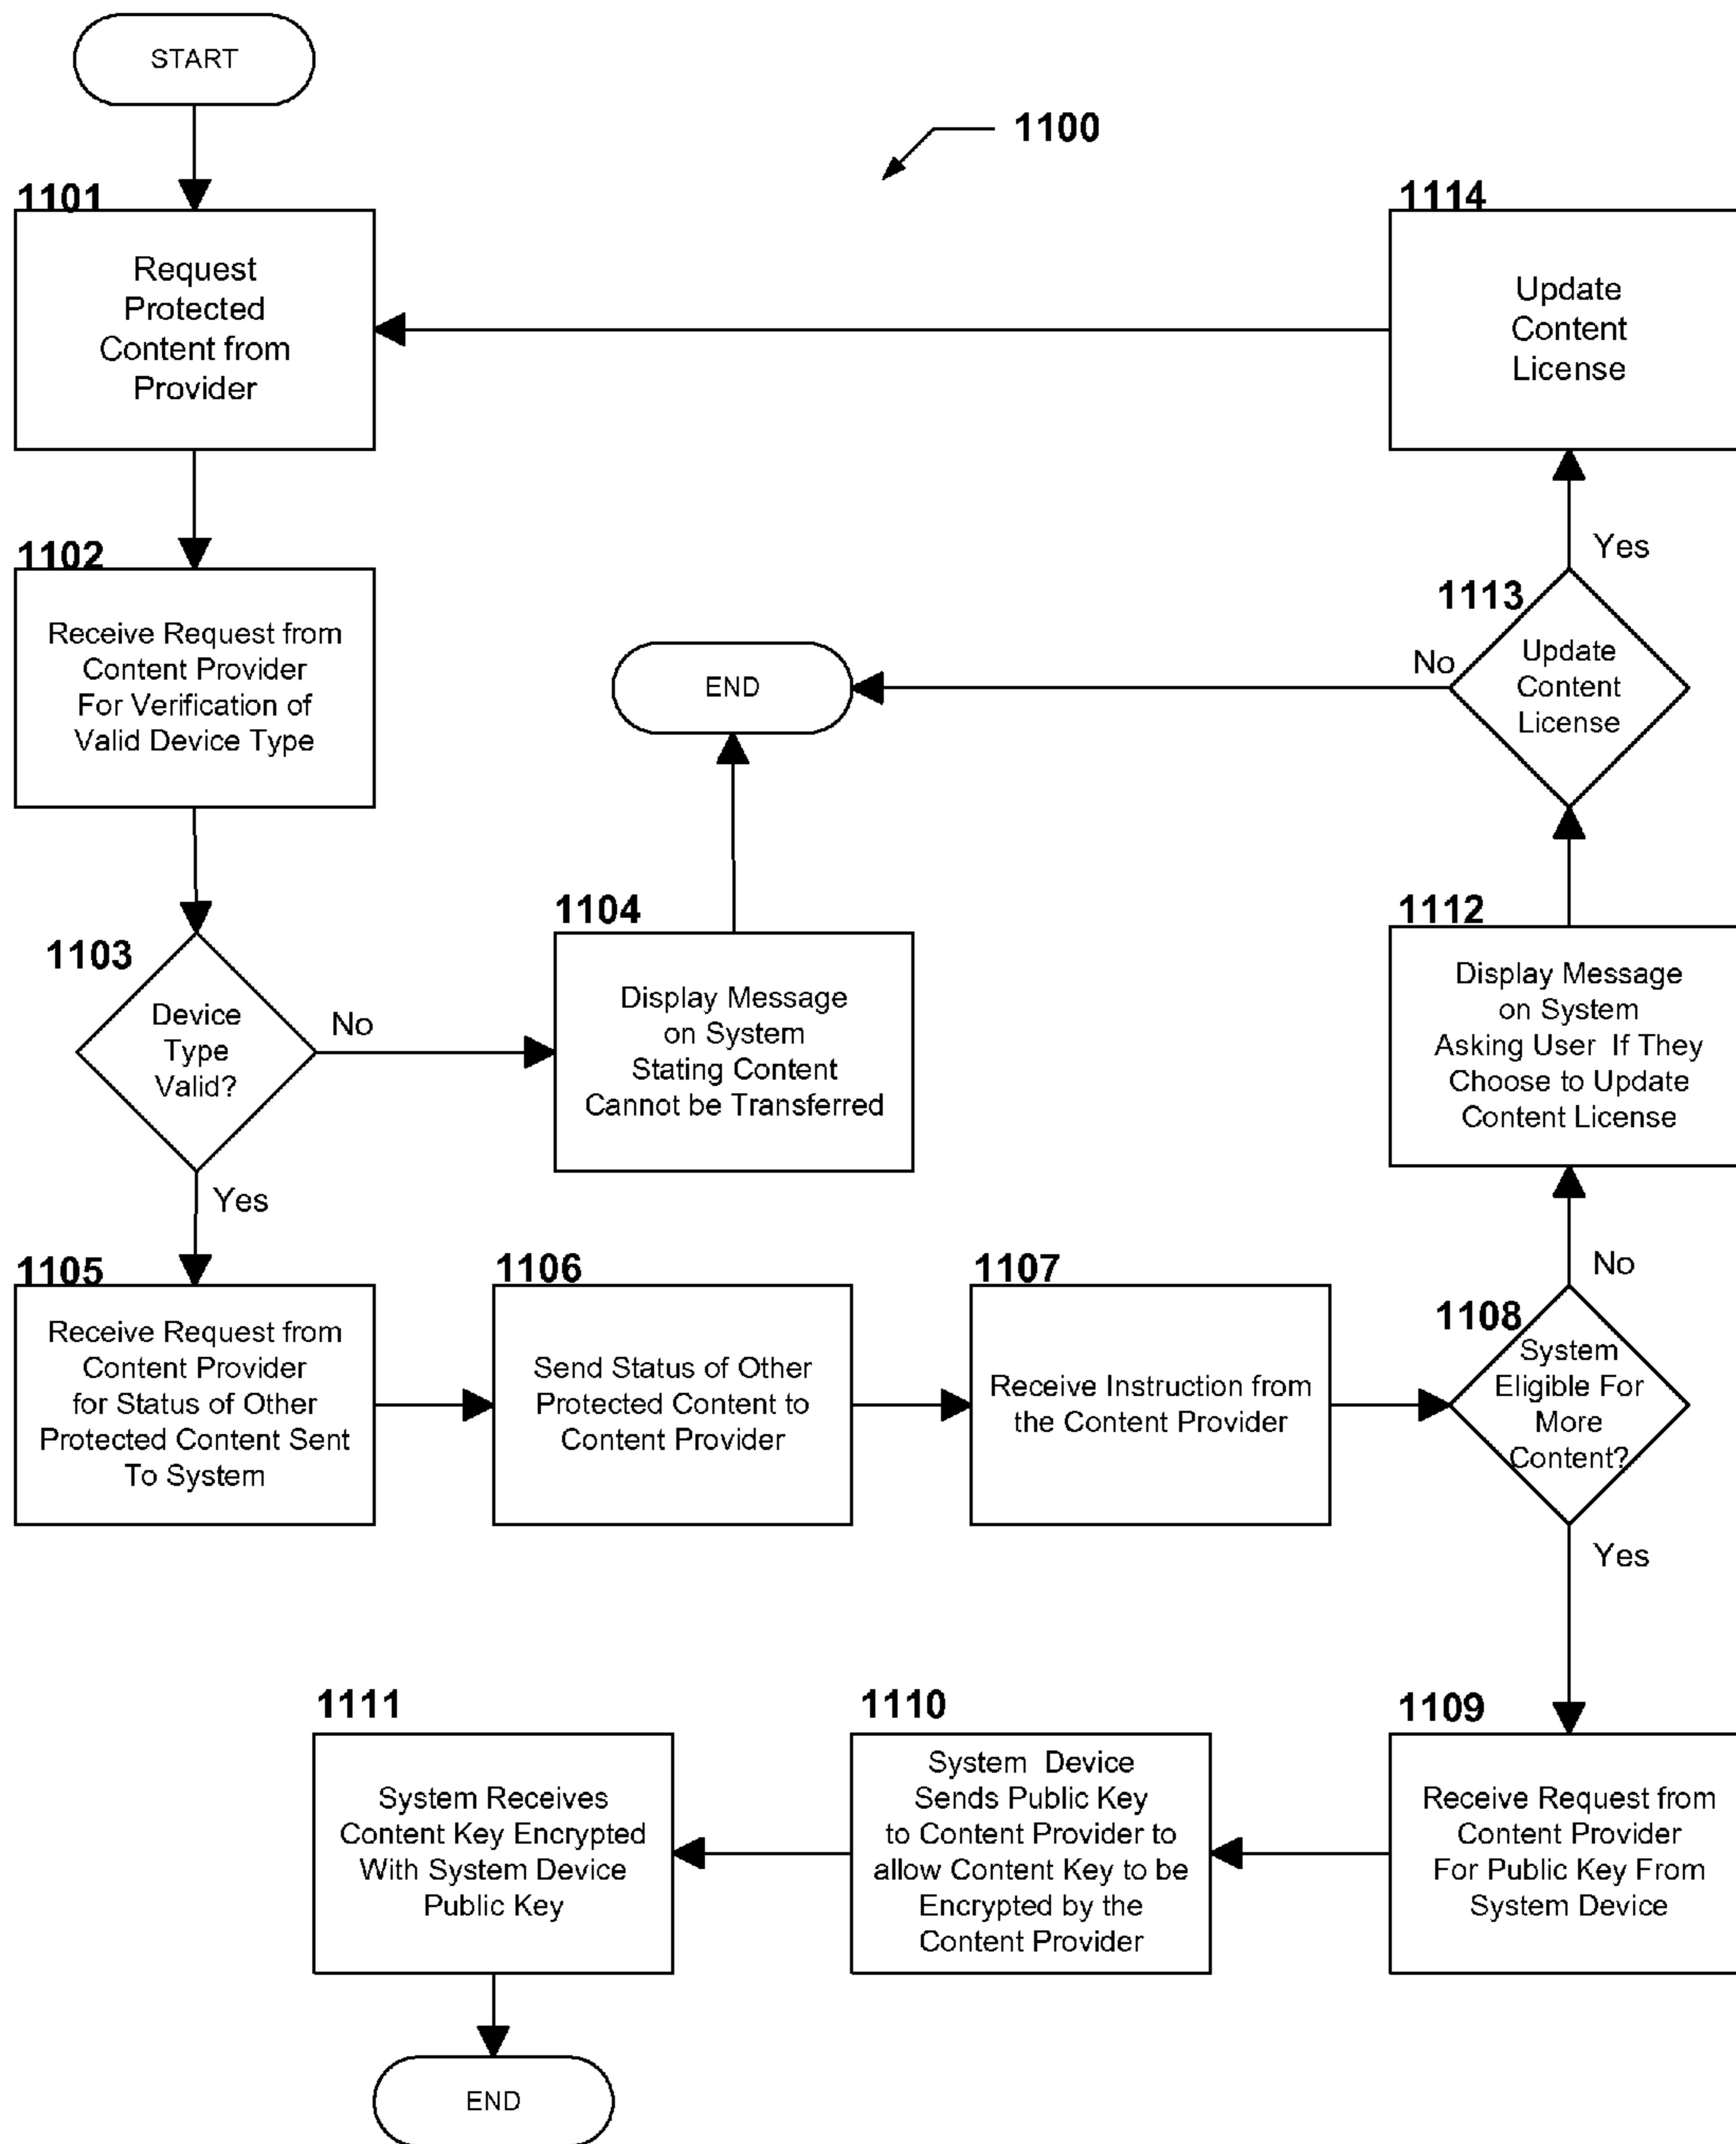 START
1100
1101
Request
Protected
Content from
Provider
1114
Update
Content
License
1102
Receive Request from
Content Provider
For Verification of
Valid Device Type
Yes
1113
Update
Content
License
No
END
1103
Device
Type
Valid?
No
1104
Display Message
on System
Stating Content
Cannot be Transferred
1112
Display Message
on System
Asking User If They
Choose to Update
Content License
Yes
1105
Receive Request from
Content Provider
for Status of Other
Protected Content Sent
To System
1106
Send Status of Other
Protected Content to
Content Provider
1107
Receive Instruction from
the Content Provider
No
1108
System
Eligible For
More
Content?
Yes
1111
System Receives
Content Key Encrypted
With System Device
Public Key
1110
System Device
Sends Public Key
to Content Provider to
allow Content Key to be
Encrypted by the
Content Provider
1109
Receive Request from
Content Provider
For Public Key From
System Device
END